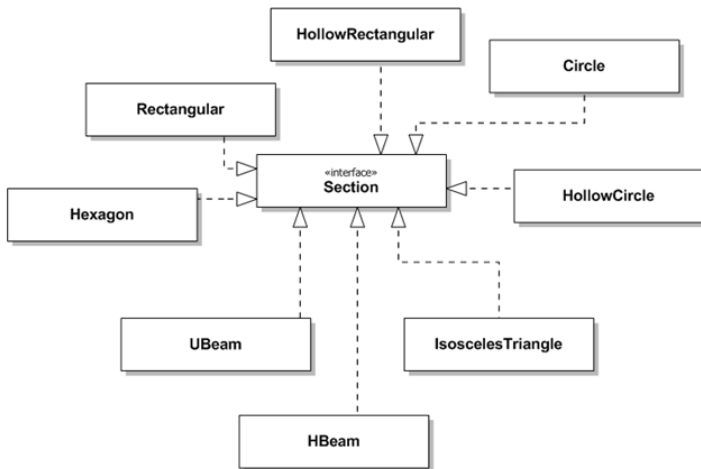 HollowRectangular
Circle
Rectangular
«interface»
Section
HollowCircle
Hexagon
UBeam
IsoscelesTriangle
HBeam